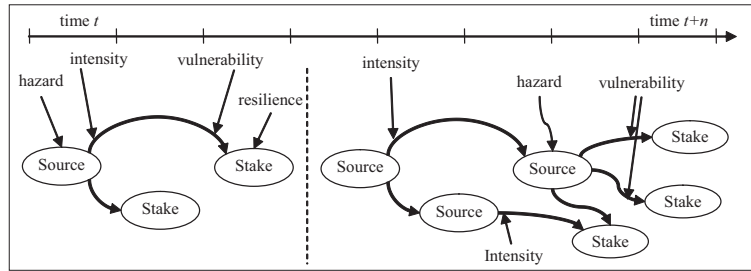 time t
time t+n
intensity
vulnerability
hazard
resilience
Source
Stake
Stake
intensity
hazard
vulnerability
Source
Source
Stake
Source
Stake
Intensity
Stake